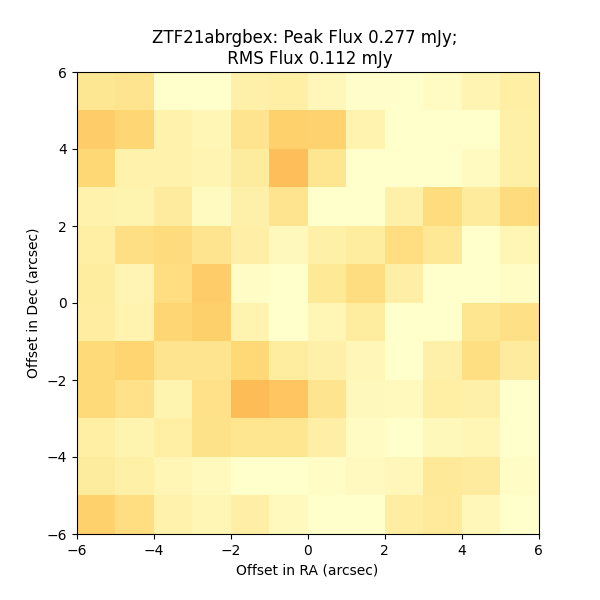 ZTF21abrgbex: Peak Flux 0.277 mJy;
RMS Flux 0.112 mJy
6
4
2
0
−2
−4
−6
Offset in Dec (arcsec)
−6 −4 −2 0 2 4 6
Offset in RA (arcsec)